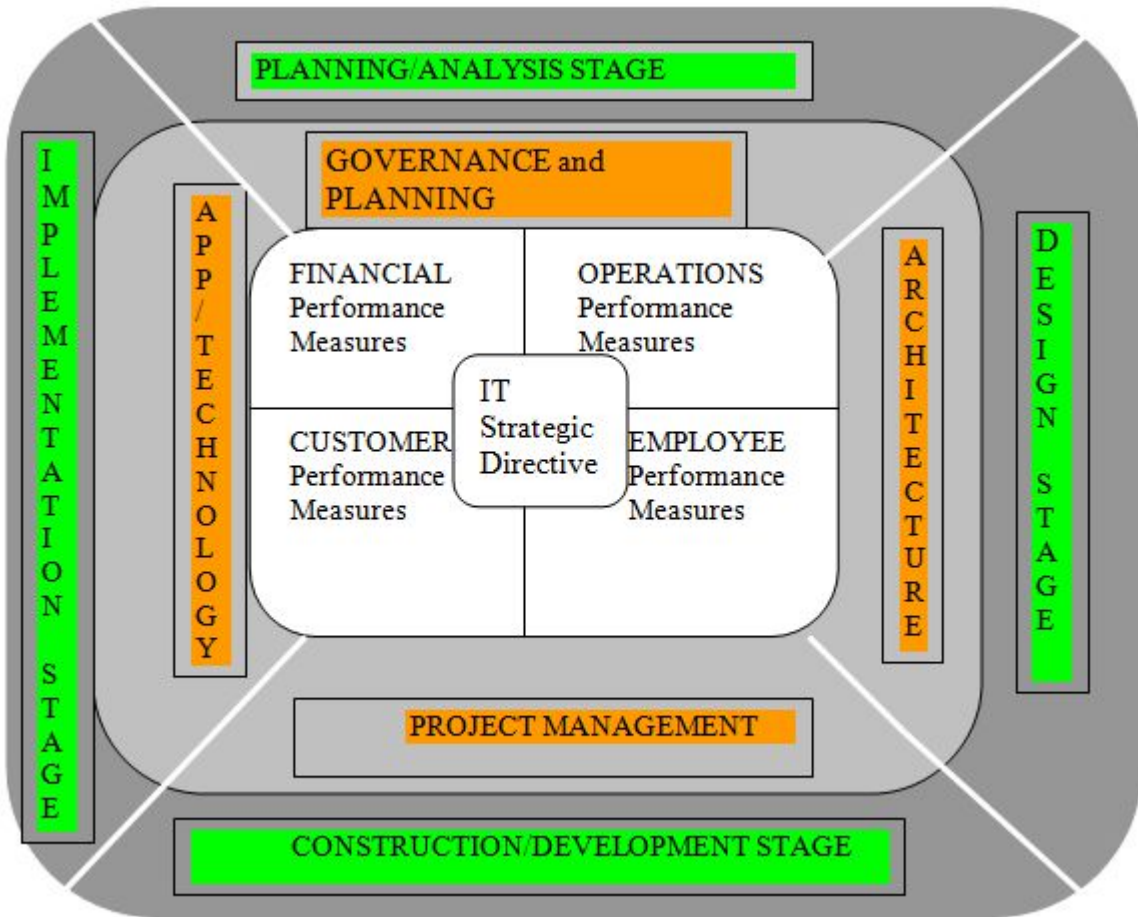 PLANNING/ANALYSIS STAGE
GOVERNANCE and
PLANNING
IMPLEMENTATION STAGE
APP/TECHNOLOGY
FINANCIAL
Performance
Measures
OPERATIONS
Performance
Measures
IT
Strategic
Directive
CUSTOMER
Performance
Measures
EMPLOYEE
Performance
Measures
ARCHITECTURE
DESIGN STAGE
PROJECT MANAGEMENT
CONSTRUCTION/DEVELOPMENT STAGE